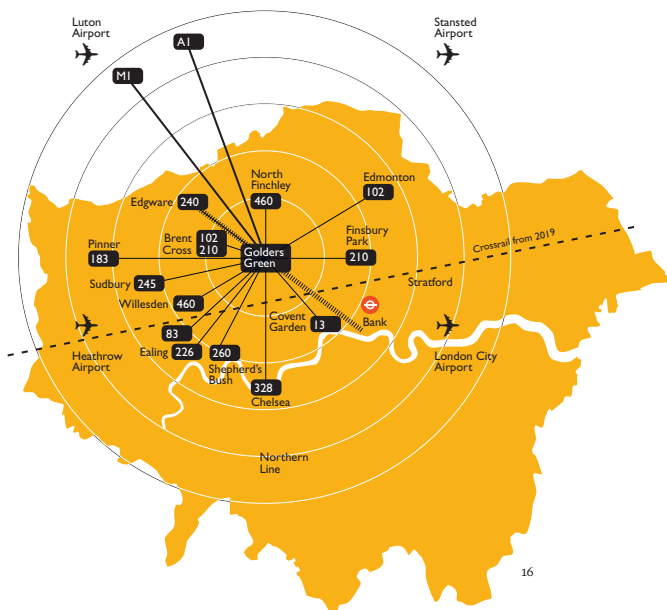 Luton
Airport
Stansted
Airport
A1
M1
North
Finchley
460
Edmonton
102
Edgware
240
Brent
Cross
102
210
Golders
Green
Finsbury
Park
210
Pinner
183
Crossrail from 2019
Sudbury
245
Stratford
Willesden
460
Covent
Garden
13
Bank
83
Heathrow
Airport
Ealing
226
260
Shepherd's
Bush
London City
Airport
328
Chelsea
Northern
Line
16